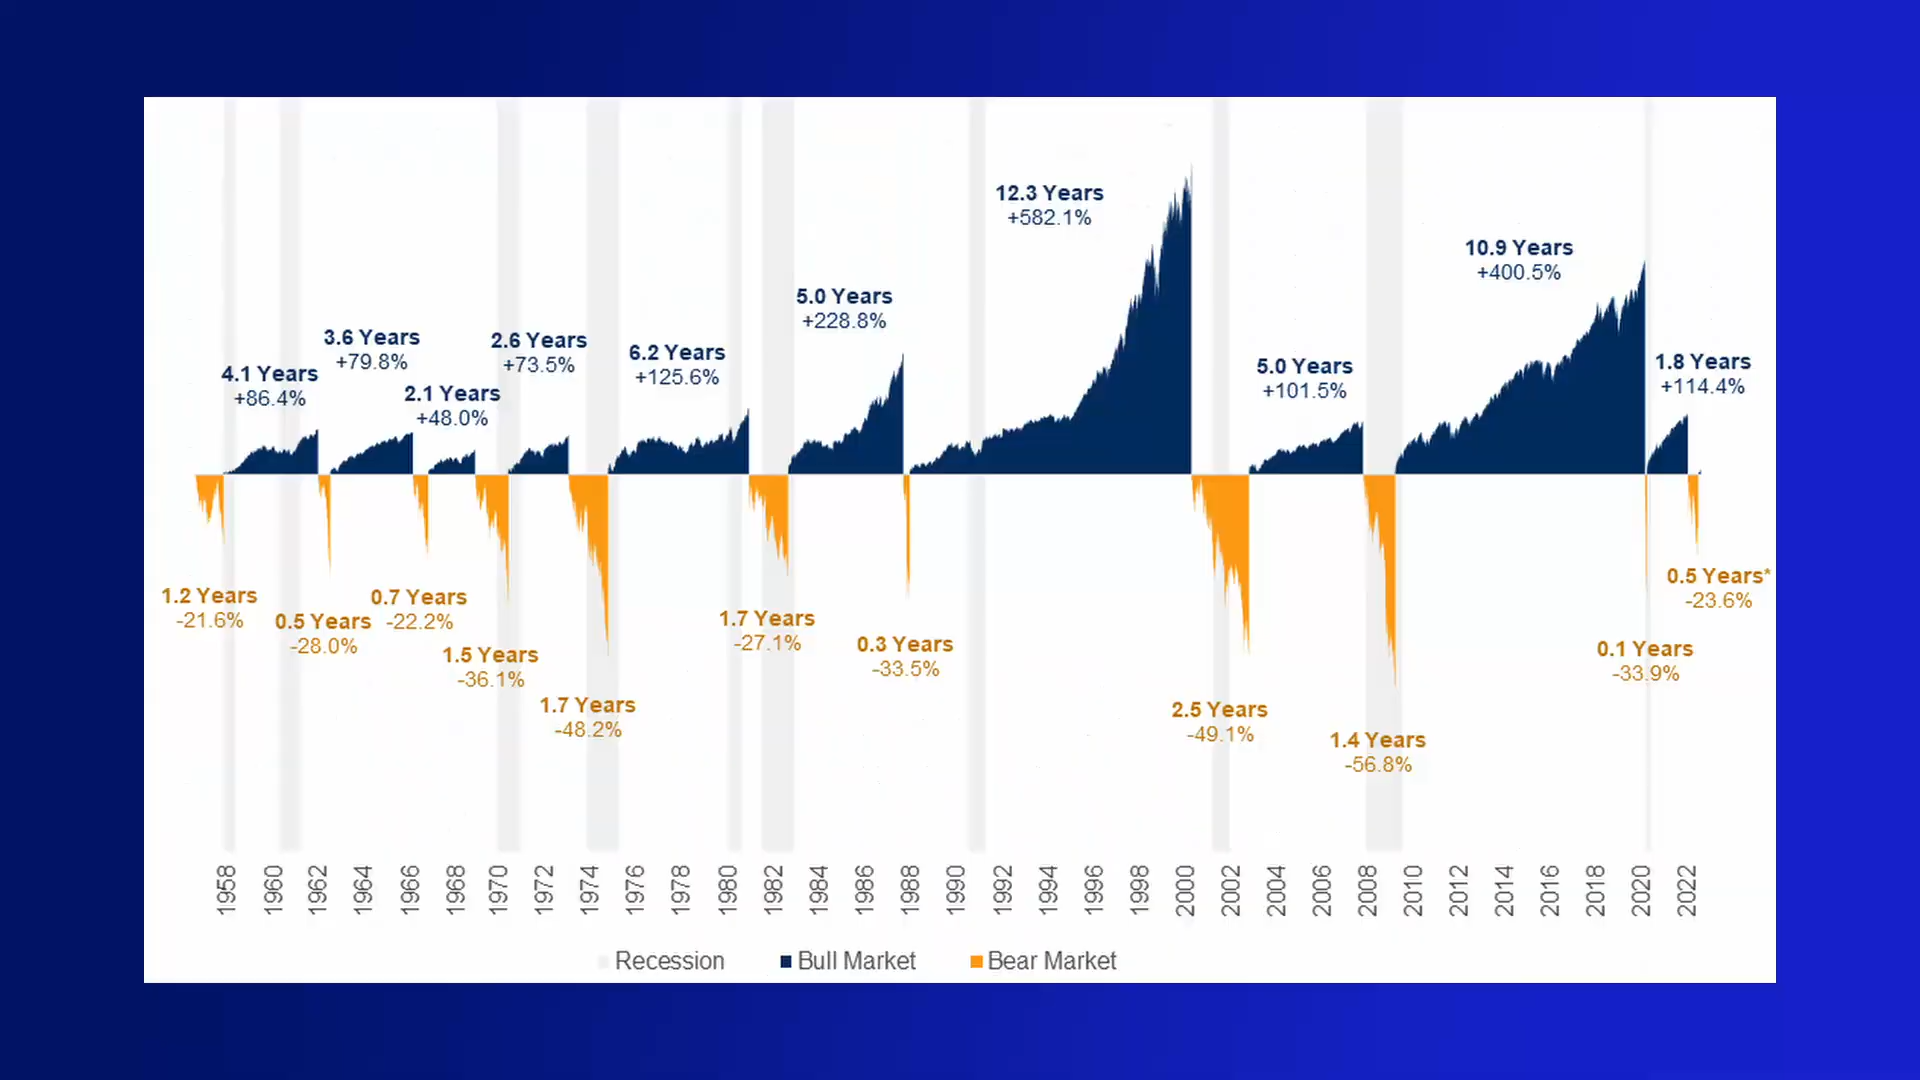 12.3 Years
+582.1%
10.9 Years
+400.5%
5.0 Years
+228.8%
3.6 Years
+79.8%
2.6 Years
+73.5%
6.2 Years
+125.6%
4.1 Years
+86.4%
2.1 Years
+48.0%
5.0 Years
+101.5%
1.8 Years
+114.4%
1.2 Years
-21.6%
0.5 Years
-28.0%
0.7 Years
-22.2%
1.5 Years
-36.1%
1.7 Years
-48.2%
1.7 Years
-27.1%
0.3 Years
-33.5%
2.5 Years
-49.1%
1.4 Years
-56.8%
0.1 Years
-33.9%
0.5 Years*
-23.6%
1958
1960
1962
1964
1966
1968
1970
1972
1974
1976
1978
1980
1982
1984
1986
1988
1990
1992
1994
1996
1998
2000
2002
2004
2006
2008
2010
2012
2014
2016
2018
2020
2022
Recession
Bull Market
Bear Market